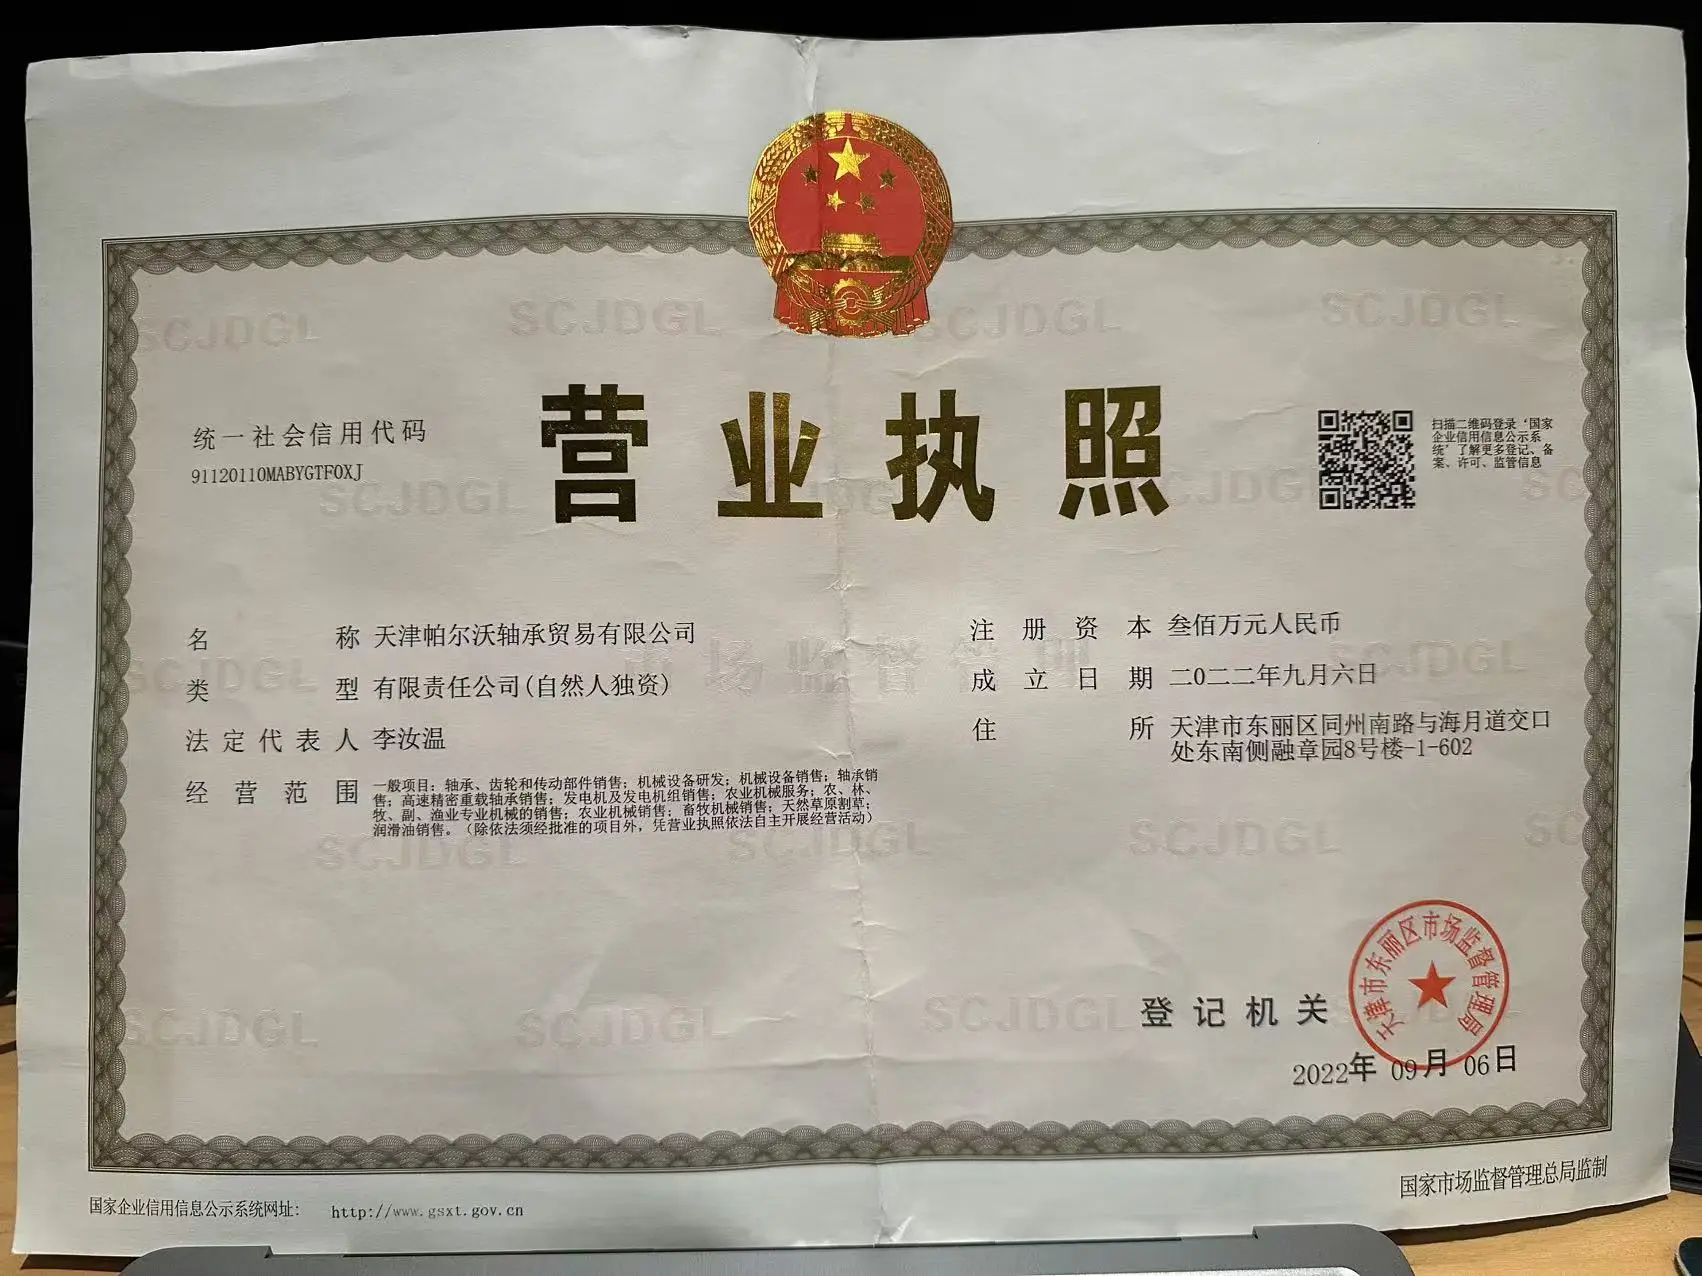 营业执照
统一社会信用代码
91120110MABYGTF0XJ
扫描二维码登录‘国家
企业信用信息公示系
统’了解更多登记、备
案、许可、监管信息
名称 天津帕尔沃轴承贸易有限公司
类型 有限责任公司(自然人独资)
法定代表人 李汝温
经营范围 一般项目：轴承、齿轮和传动部件销售；机械设备研发；机械设备销售；轴承销
售；高速精密重载轴承销售；发电机及发电机组销售；农业机械服务；农、林、
牧、副、渔业专业机械的销售；农业机械销售；畜牧机械销售；天然草原割草；
润滑油销售。（除依法须经批准的项目外，凭营业执照依法自主开展经营活动）
注册资本 叁佰万元人民币
成立日期 二0二二年九月六日
住所 天津市东丽区同州南路与海月道交口
处东南侧融章园8号楼-1-602
登记机关
天津市东丽区市场监督管理局
2022年 09月 06日
国家企业信用信息公示系统网址： http://www.gsxt.gov.cn
国家市场监督管理总局监制
SCJDGL
市场监督管理